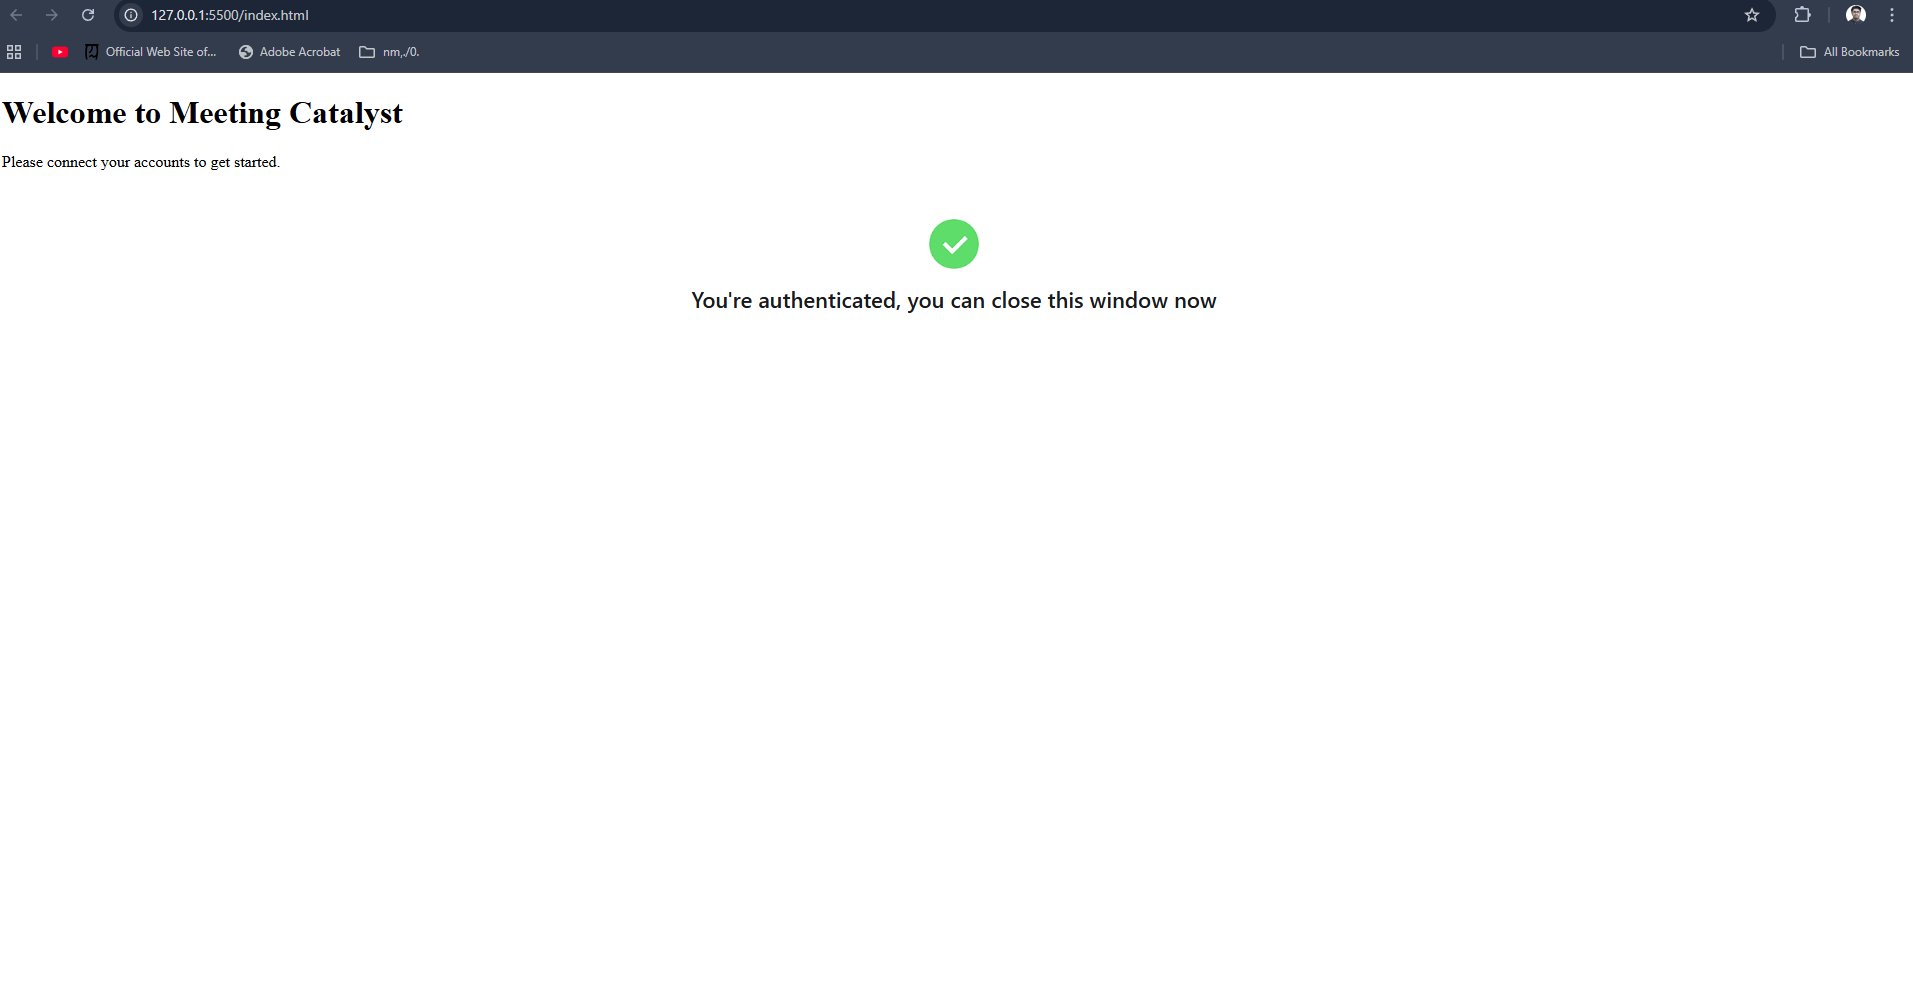 127.0.0.1:5500/index.html
Official Web Site of...
Adobe Acrobat
nm,./0.
All Bookmarks
Welcome to Meeting Catalyst
Please connect your accounts to get started.
You're authenticated, you can close this window now